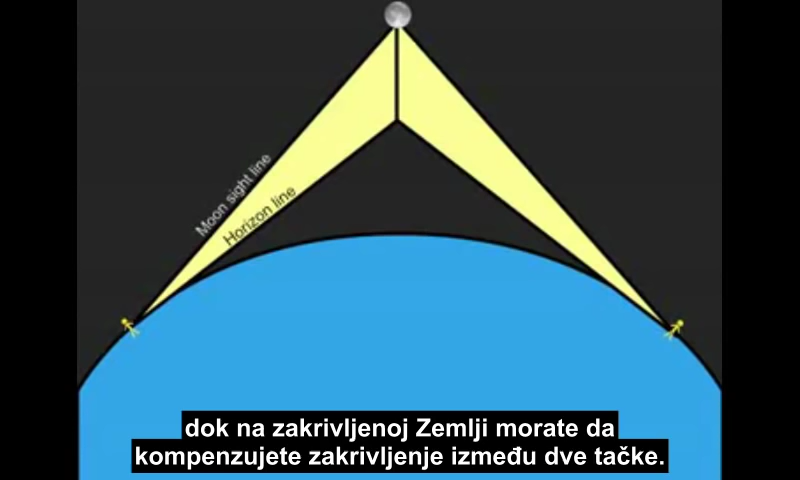 Moon sight line
Horizon line
dok na zakrivljenoj Zemlji morate da
kompenzujete zakrivljenje između dve tačke.